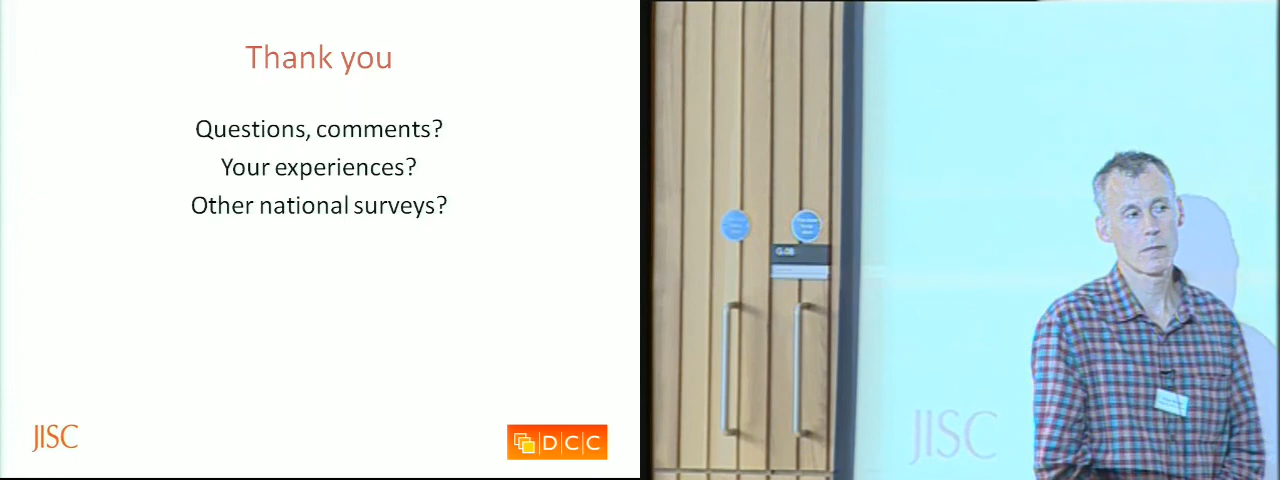 Thank you
Questions, comments?
Your experiences?
Other national surveys?
JISC
DCC
G.08
JISC